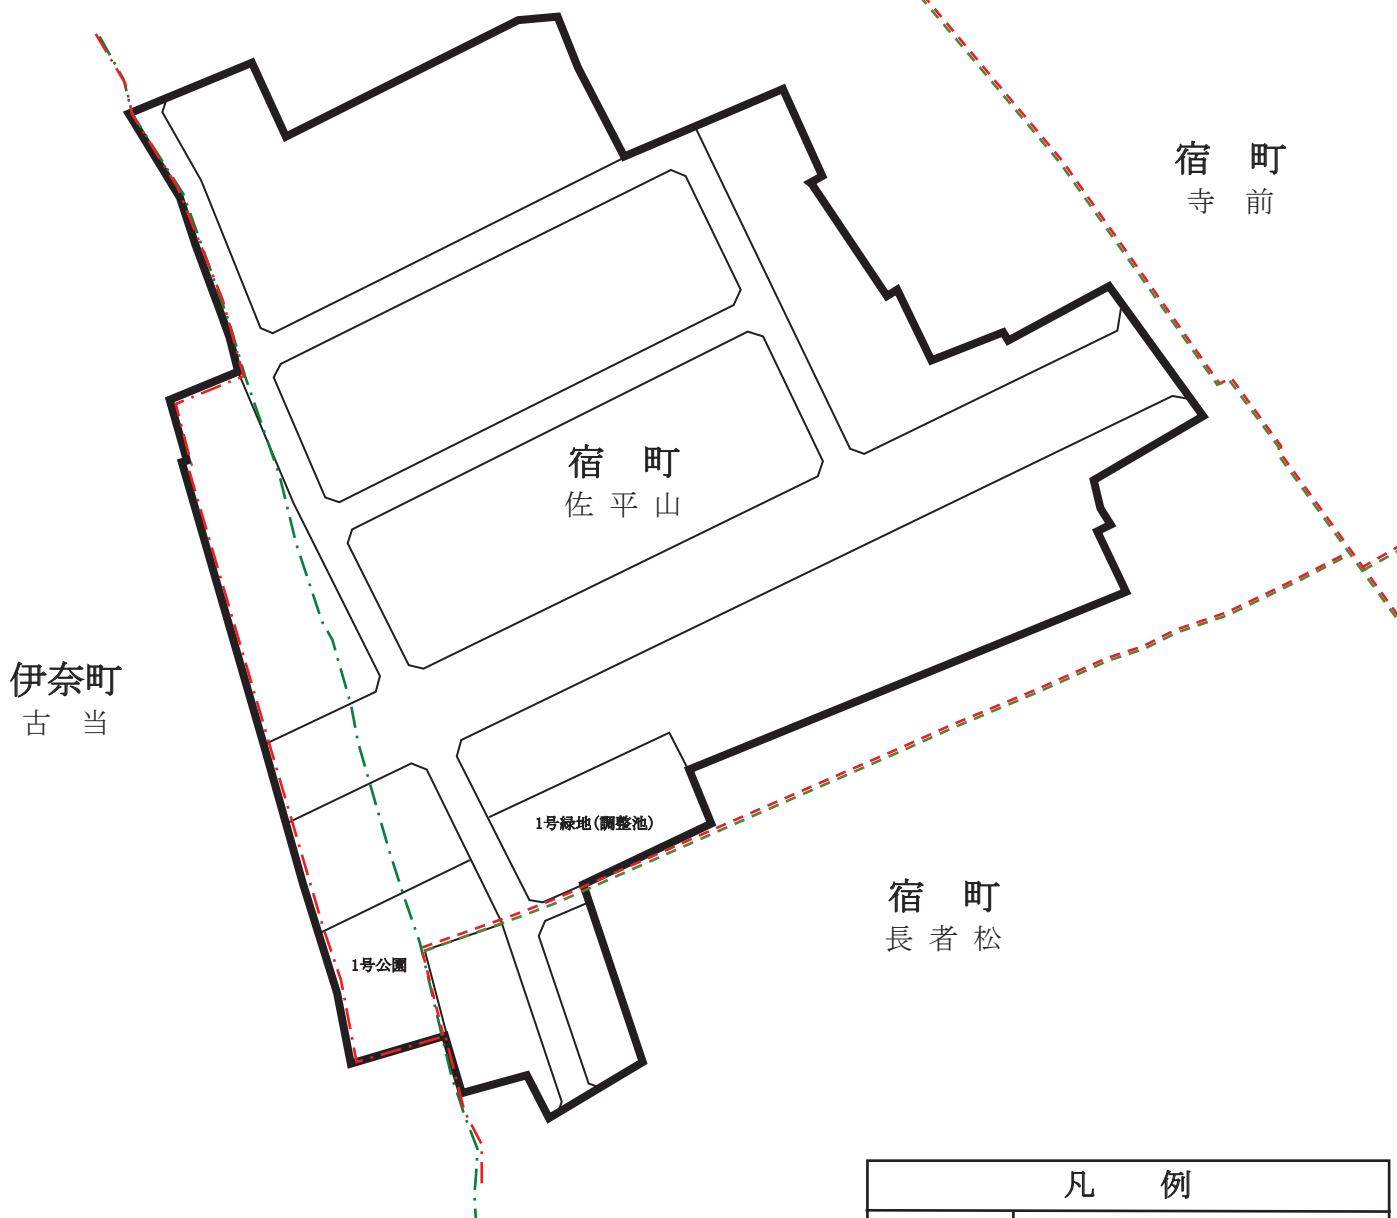 宿 町
寺 前
宿 町
佐 平 山
伊奈町
古 当
1号緑地(調整池)
宿 町
長 者 松
1号公園
凡 例